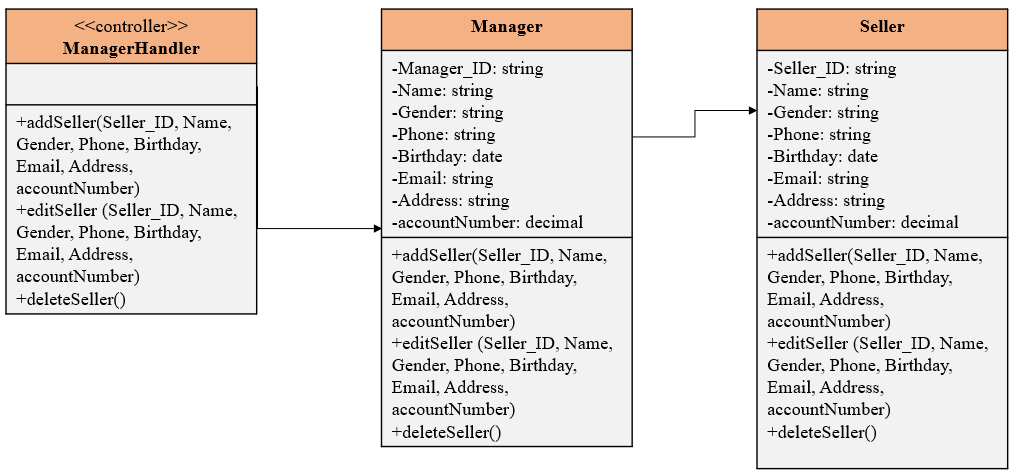 <<controller>>
ManagerHandler
+addSeller(Seller_ID, Name,
Gender, Phone, Birthday,
Email, Address,
accountNumber)
+editSeller (Seller_ID, Name,
Gender, Phone, Birthday,
Email, Address,
accountNumber)
+deleteSeller()
Manager
-Manager_ID: string
-Name: string
-Gender: string
-Phone: string
-Birthday: date
-Email: string
-Address: string
-accountNumber: decimal
+addSeller(Seller_ID, Name,
Gender, Phone, Birthday,
Email, Address,
accountNumber)
+editSeller (Seller_ID, Name,
Gender, Phone, Birthday,
Email, Address,
accountNumber)
+deleteSeller()
Seller
-Seller_ID: string
-Name: string
-Gender: string
-Phone: string
-Birthday: date
-Email: string
-Address: string
-accountNumber: decimal
+addSeller(Seller_ID, Name,
Gender, Phone, Birthday,
Email, Address,
accountNumber)
+editSeller (Seller_ID, Name,
Gender, Phone, Birthday,
Email, Address,
accountNumber)
+deleteSeller()